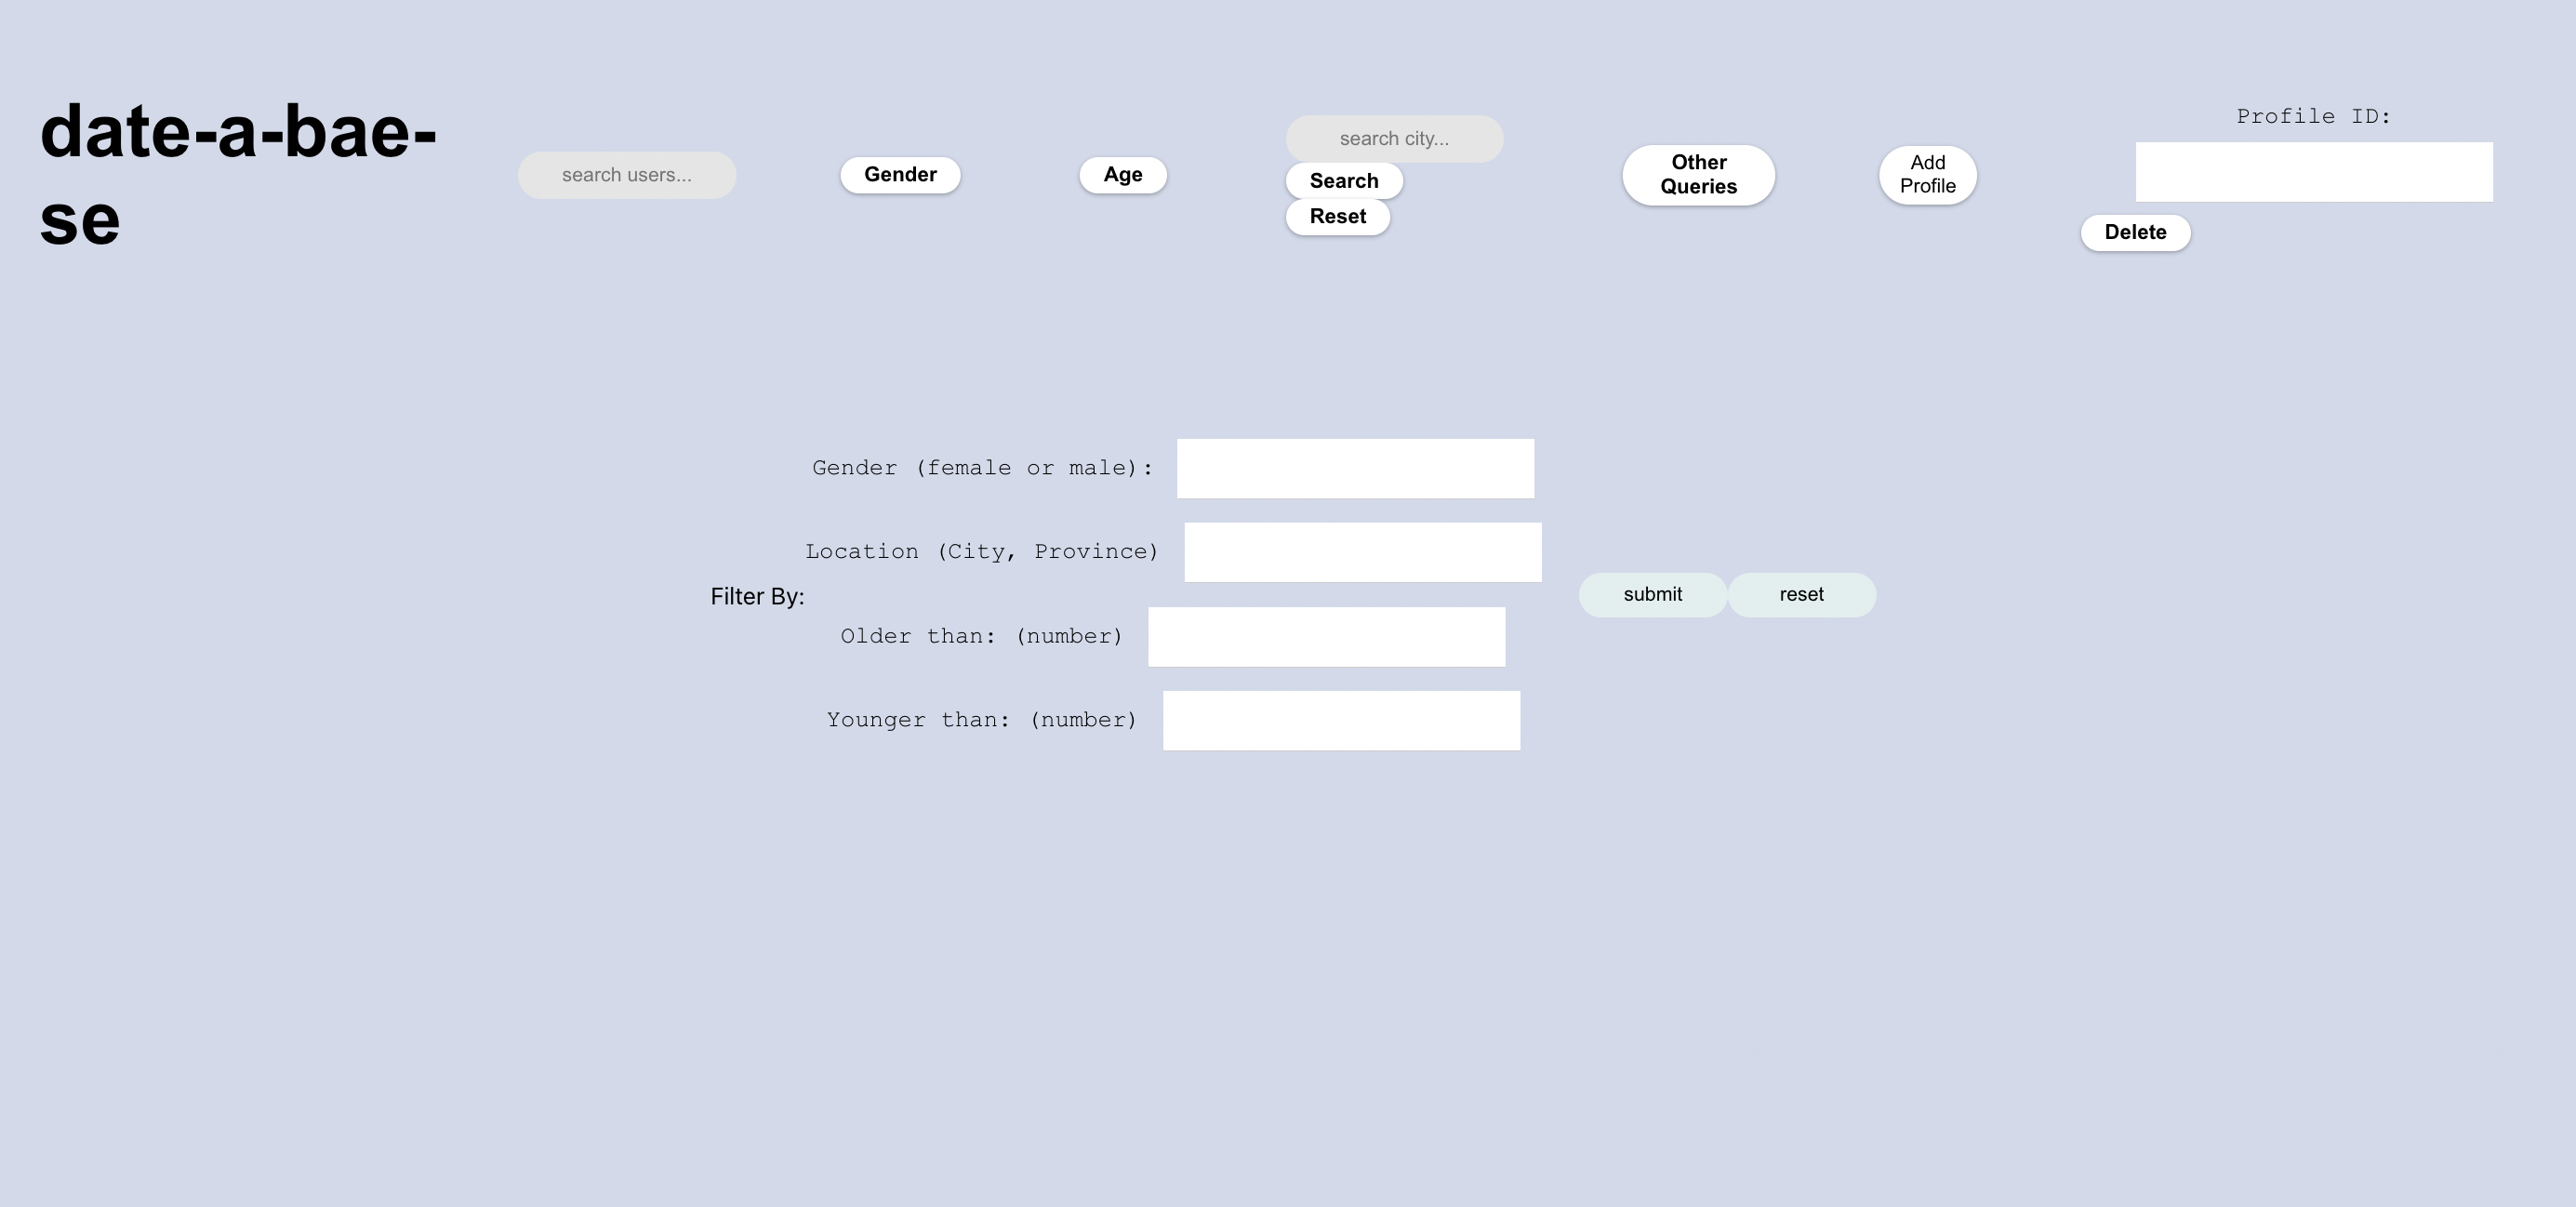 date-a-bae-
se
search users...
Gender
Age
search city...
Search
Reset
Other
Queries
Add
Profile
Profile ID:
Delete
Filter By:
Gender (female or male):
Location (City, Province)
Older than: (number)
Younger than: (number)
submit
reset